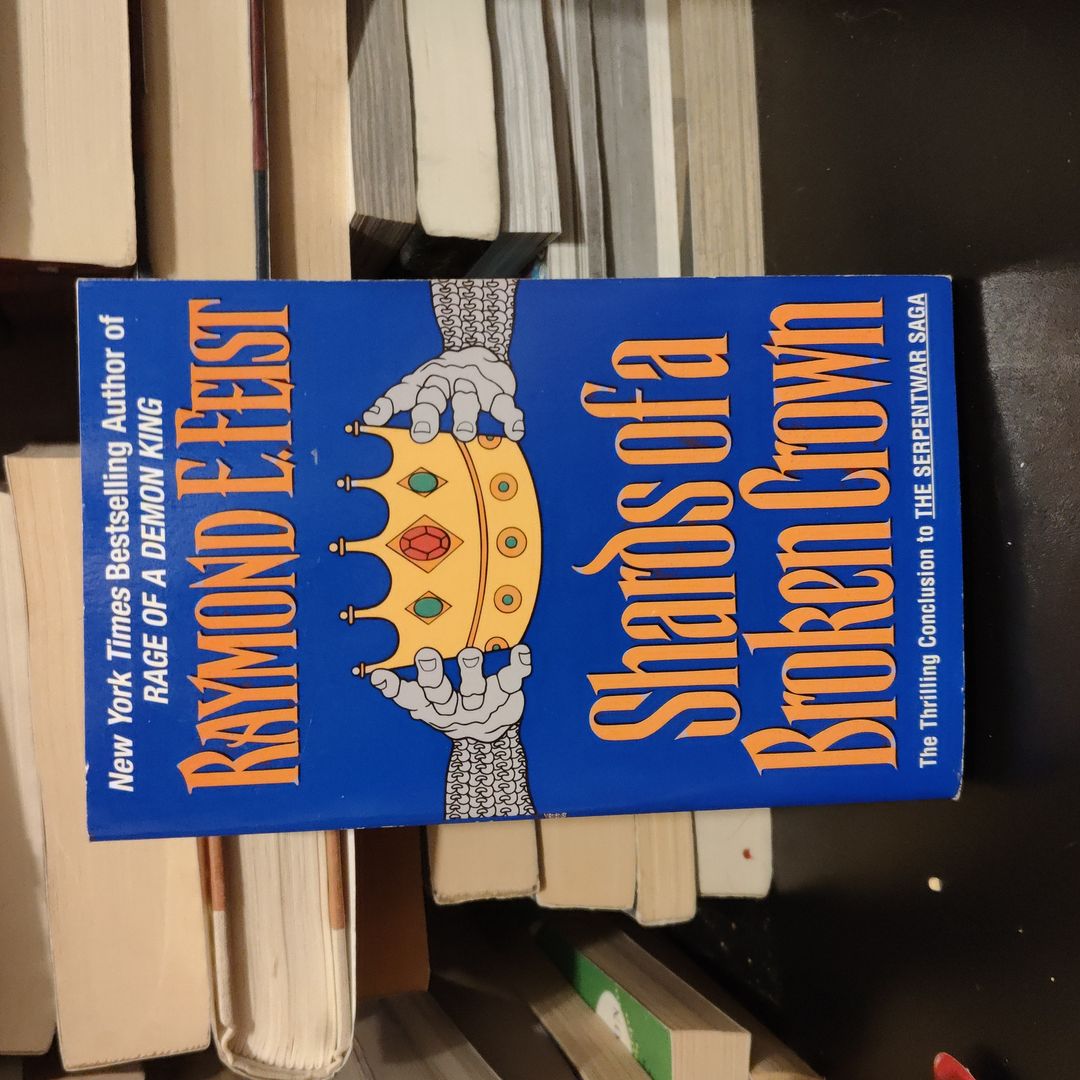 New York Times Bestselling Author of
RAGE OF A DEMON KING
RAYMOND E. FEIST
Shards of a
Broken Crown
The Thrilling Conclusion to THE SERPENTWAR SAGA